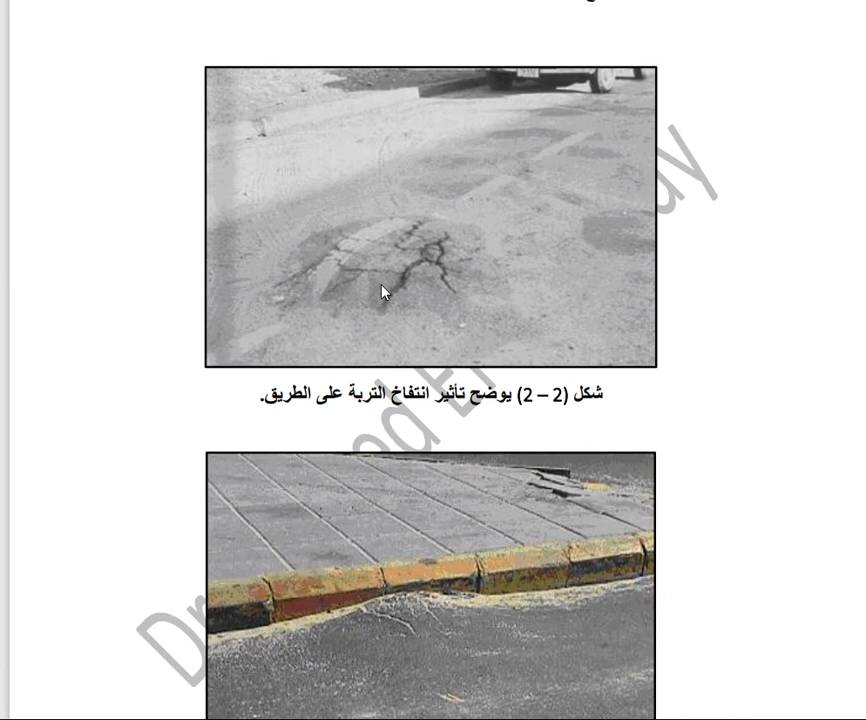 شكل (2 – 2) يوضح تأثير انتفاخ التربة على الطريق.